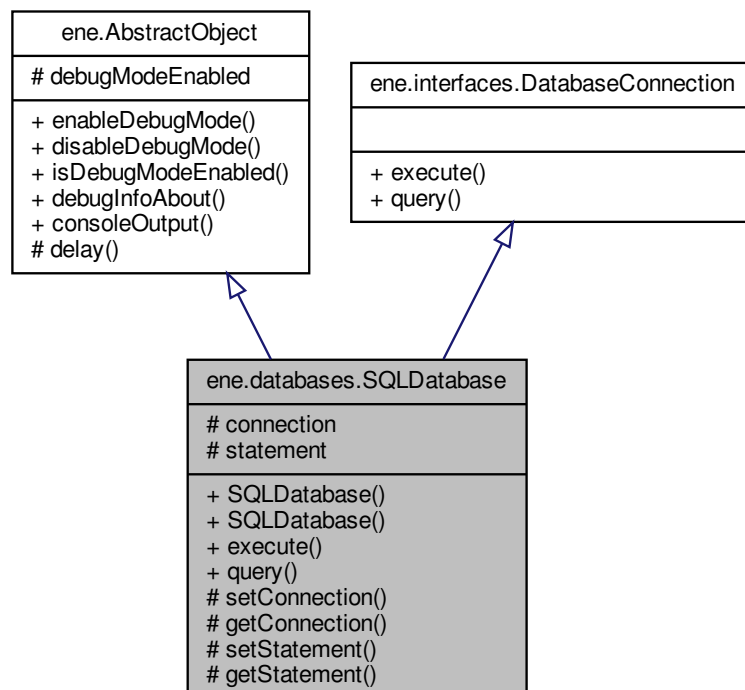 ene.AbstractObject
# debugModeEnabled
+ enableDebugMode()
+ disableDebugMode()
+ isDebugModeEnabled()
+ debugInfoAbout()
+ consoleOutput()
# delay()
ene.interfaces.DatabaseConnection
+ execute()
+ query()
ene.databases.SQLDatabase
# connection
# statement
+ SQLDatabase()
+ SQLDatabase()
+ execute()
+ query()
# setConnection()
# getConnection()
# setStatement()
# getStatement()